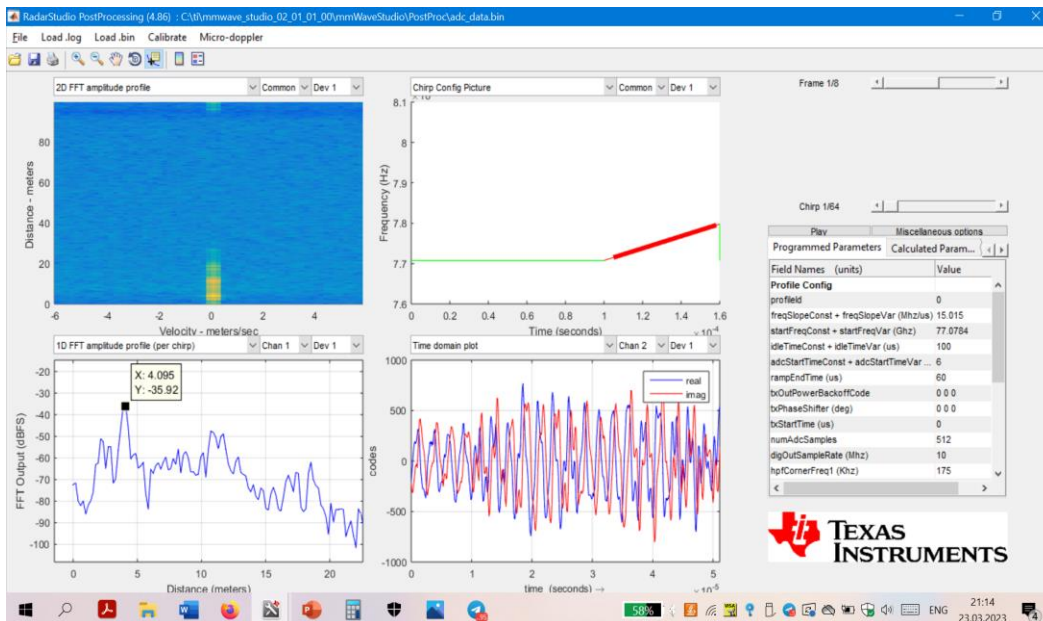 RadarStudio PostProcessing (4.86) : C:\ti\mmwave_studio_02_01_01_00\mmWaveStudio\PostProc\adc_data.bin
File Load .log Load .bin Calibrate Micro-doppler
2D FFT amplitude profile Common Dev 1
Distance - meters
80
60
40
20
0
-6 -4 -2 0 2 4
Velocity - meters/sec
Chirp Config Picture Common Dev 1
Frequency (Hz)
8.1
8
7.9
7.8
7.7
7.6
0 0.2 0.4 0.6 0.8 1 1.2 1.4 1.6
Time (seconds)
Frame 1/8
Chirp 1/64
Play Miscellaneous options
Programmed Parameters Calculated Param...
Field Names (units) Value
Profile Config
profileId 0
freqSlopeConst + freqSlopeVar (Mhz/us) 15.015
startFreqConst + startFreqVar (Ghz) 77.0784
idleTimeConst + idleTimeVar (us) 100
adcStartTimeConst + adcStartTimeVar ... 6
rampEndTime (us) 60
txOutPowerBackoffCode 0 0 0
txPhaseShifter (deg) 0 0 0
txStartTime (us) 0
numAdcSamples 512
digOutSampleRate (Mhz) 10
hpfCornerFreq1 (Khz) 175
1D FFT amplitude profile (per chirp) Chan 1 Dev 1
FFT Output (dBFS)
-20
-30
-40
-50
-60
-70
-80
-90
-100
X: 4.095
Y: -35.92
0 5 10 15 20
Distance (meters)
Time domain plot Chan 2 Dev 1
codes
1000
500
0
-500
-1000
real
imag
0 1 2 3 4 5
time (seconds) →
TEXAS
INSTRUMENTS
58%
ENG
21:14
23.03.2023